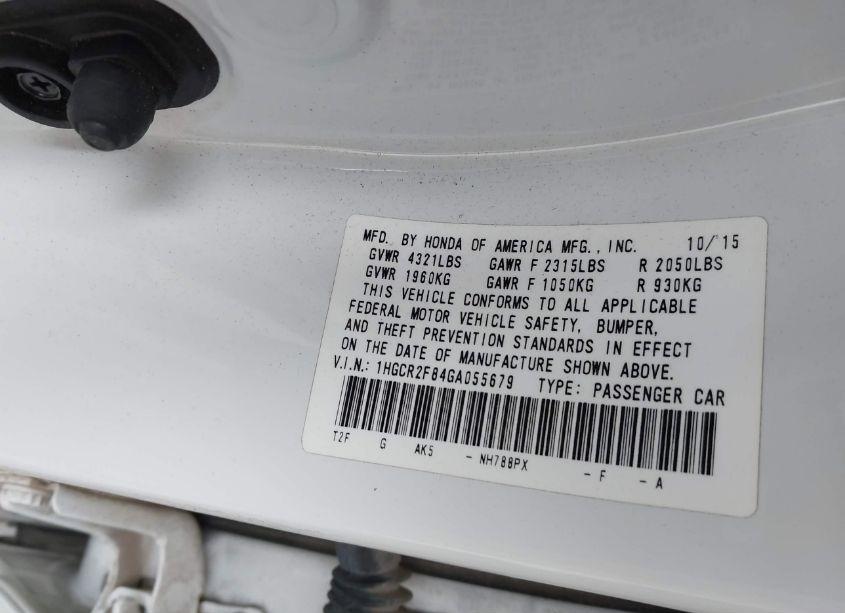 MFD. BY HONDA OF AMERICA MFG., INC. 10/15
GVWR 4321LBS GAWR F 2315LBS R 2050LBS
GVWR 1960KG GAWR F 1050KG R 930KG
THIS VEHICLE CONFORMS TO ALL APPLICABLE
FEDERAL MOTOR VEHICLE SAFETY, BUMPER,
AND THEFT PREVENTION STANDARDS IN EFFECT
ON THE DATE OF MANUFACTURE SHOWN ABOVE.
V.I.N.: 1HGCR2F84GA055679 TYPE: PASSENGER CAR
T2F G AK5 - NH788PX - F - A